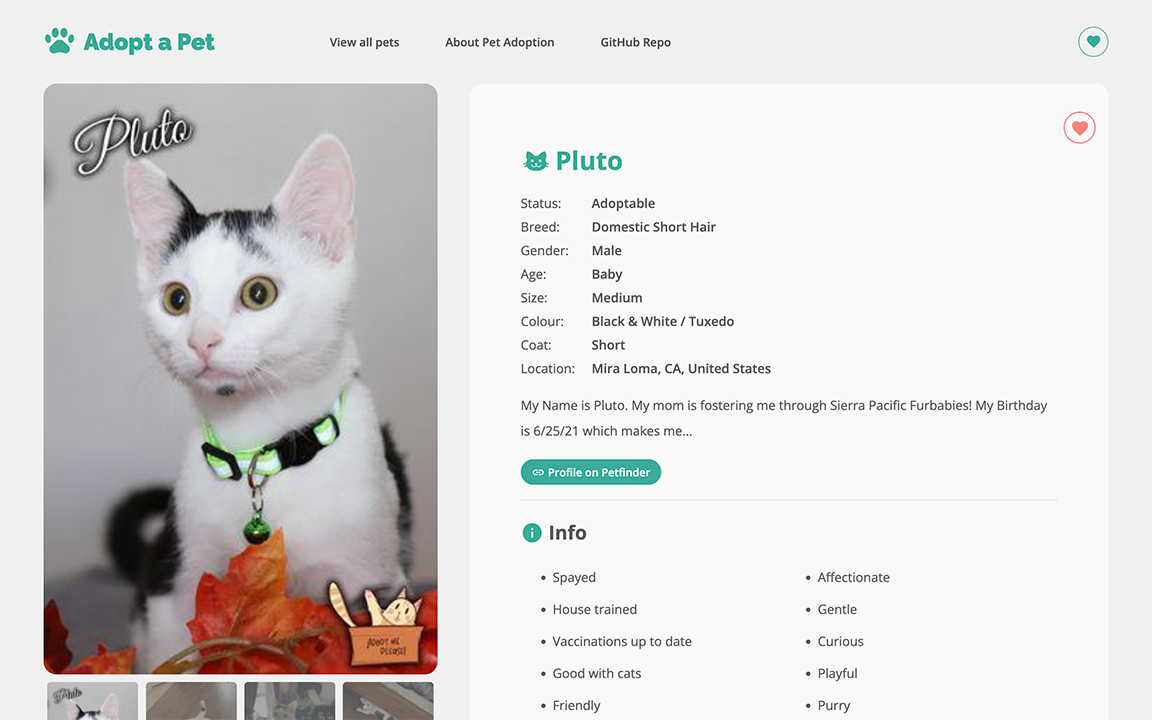 Adopt a Pet
View all pets
About Pet Adoption
GitHub Repo
Pluto
ADOPT ME
PLEASE!
Pluto
Pluto
Status: Adoptable
Breed: Domestic Short Hair
Gender: Male
Age: Baby
Size: Medium
Colour: Black & White / Tuxedo
Coat: Short
Location: Mira Loma, CA, United States
My Name is Pluto. My mom is fostering me through Sierra Pacific Furbabies! My Birthday
is 6/25/21 which makes me...
Profile on Petfinder
Info
Spayed
House trained
Vaccinations up to date
Good with cats
Friendly
Affectionate
Gentle
Curious
Playful
Purry